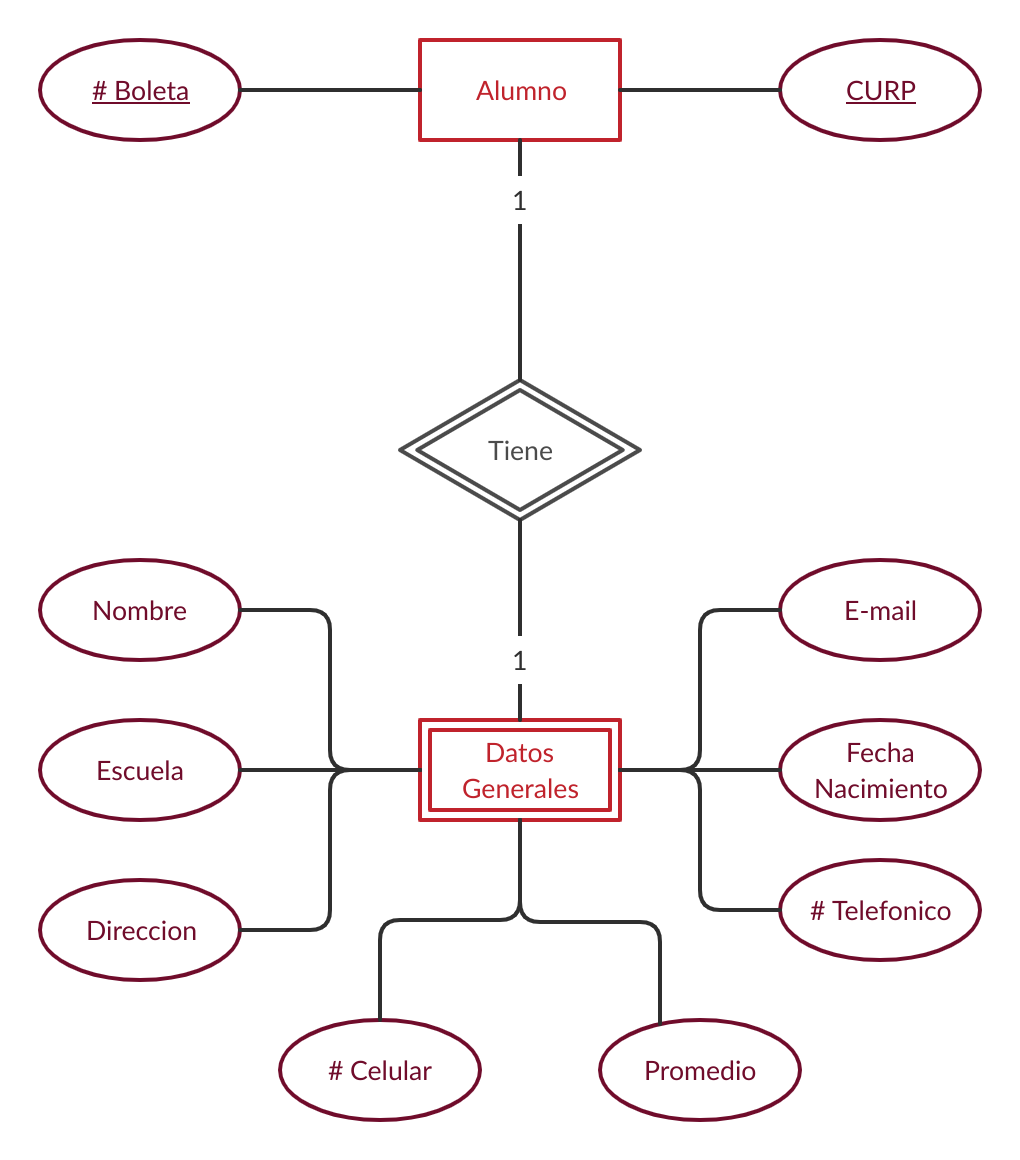 # Boleta
Alumno
CURP
1
Tiene
Nombre
E-mail
1
Escuela
Datos
Generales
Fecha
Nacimiento
Direccion
# Telefonico
# Celular
Promedio